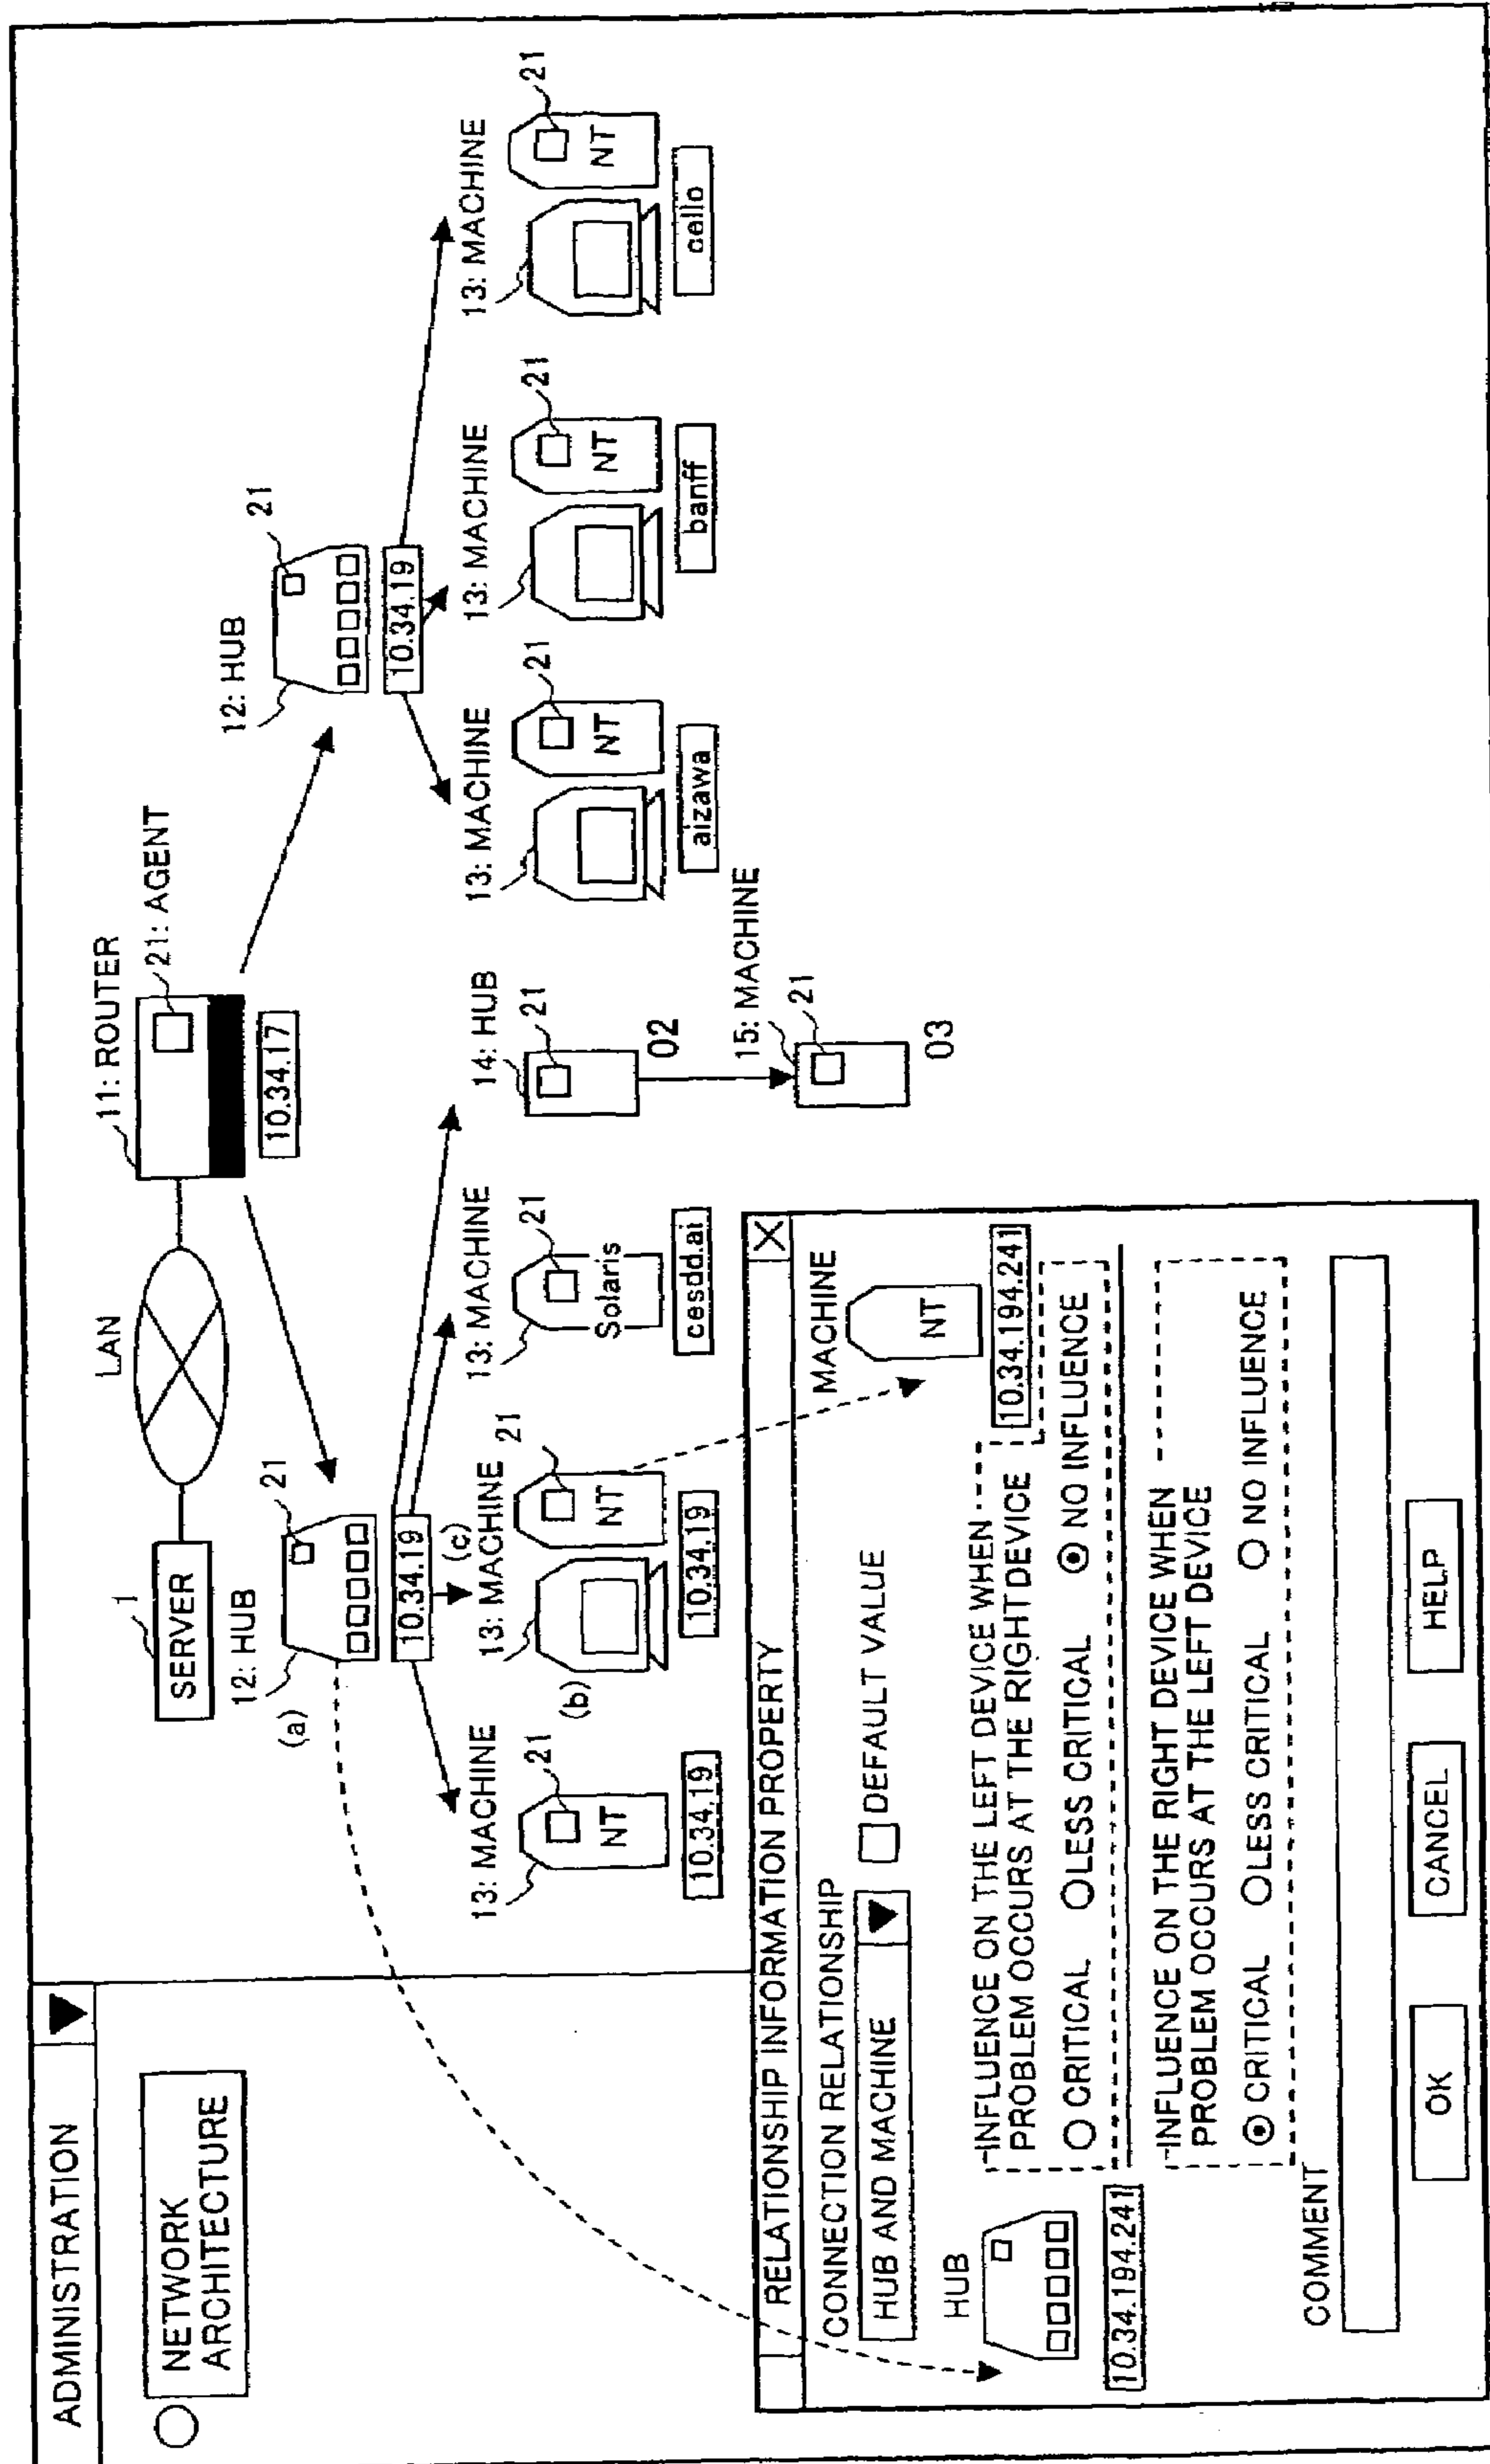 ADMINISTRATION
NETWORK
ARCHITECTURE
1
SERVER
LAN
11: ROUTER
21: AGENT
10.34.17
12: HUB
(a)
21
10.34.19
(c)
12: HUB
21
10.34.19
13: MACHINE
21
NT
10.34.19
13: MACHINE
(b)
21
NT
10.34.19
13: MACHINE
21
Solaris
cesdd.ai
14: HUB
21
02
15: MACHINE
21
03
13: MACHINE
21
NT
aizawa
13: MACHINE
21
NT
banff
13: MACHINE
21
NT
cello
RELATIONSHIP INFORMATION PROPERTY
CONNECTION RELATIONSHIP
HUB AND MACHINE
DEFAULT VALUE
HUB
10.34.194.241
MACHINE
NT
10.34.194.241
INFLUENCE ON THE LEFT DEVICE WHEN
PROBLEM OCCURS AT THE RIGHT DEVICE
CRITICAL LESS CRITICAL NO INFLUENCE
INFLUENCE ON THE RIGHT DEVICE WHEN
PROBLEM OCCURS AT THE LEFT DEVICE
CRITICAL LESS CRITICAL NO INFLUENCE
COMMENT
OK CANCEL HELP